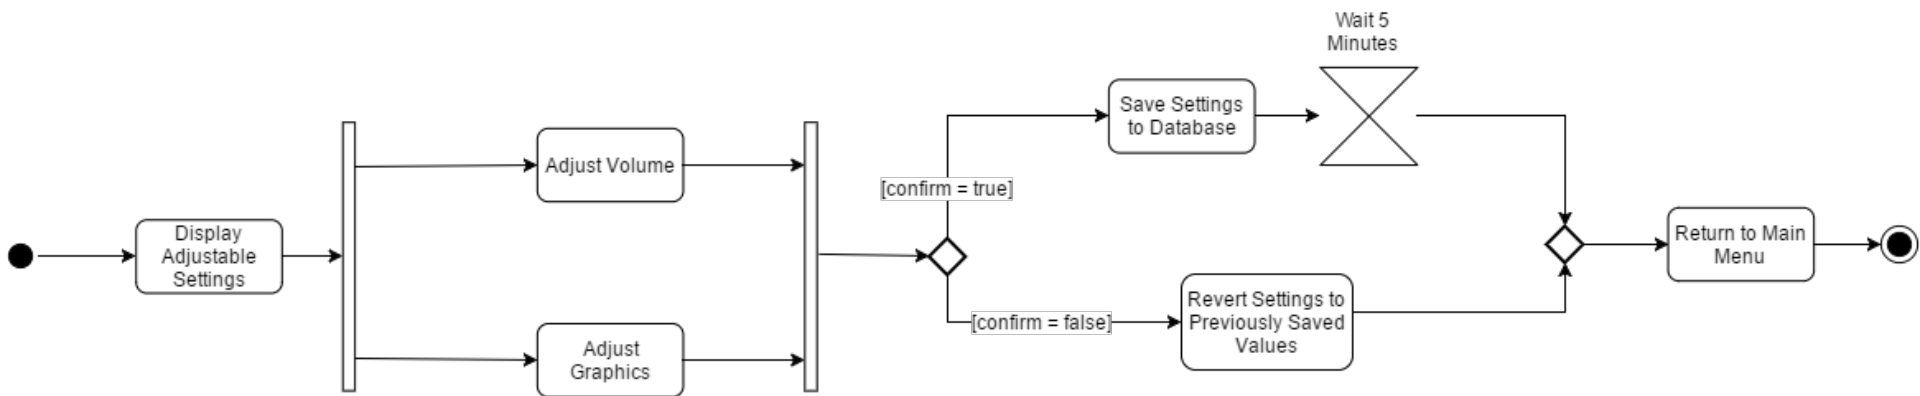 Display
Adjustable
Settings
Adjust Volume
Adjust
Graphics
[confirm = true]
[confirm = false]
Save Settings
to Database
Wait 5
Minutes
Revert Settings to
Previously Saved
Values
Return to Main
Menu